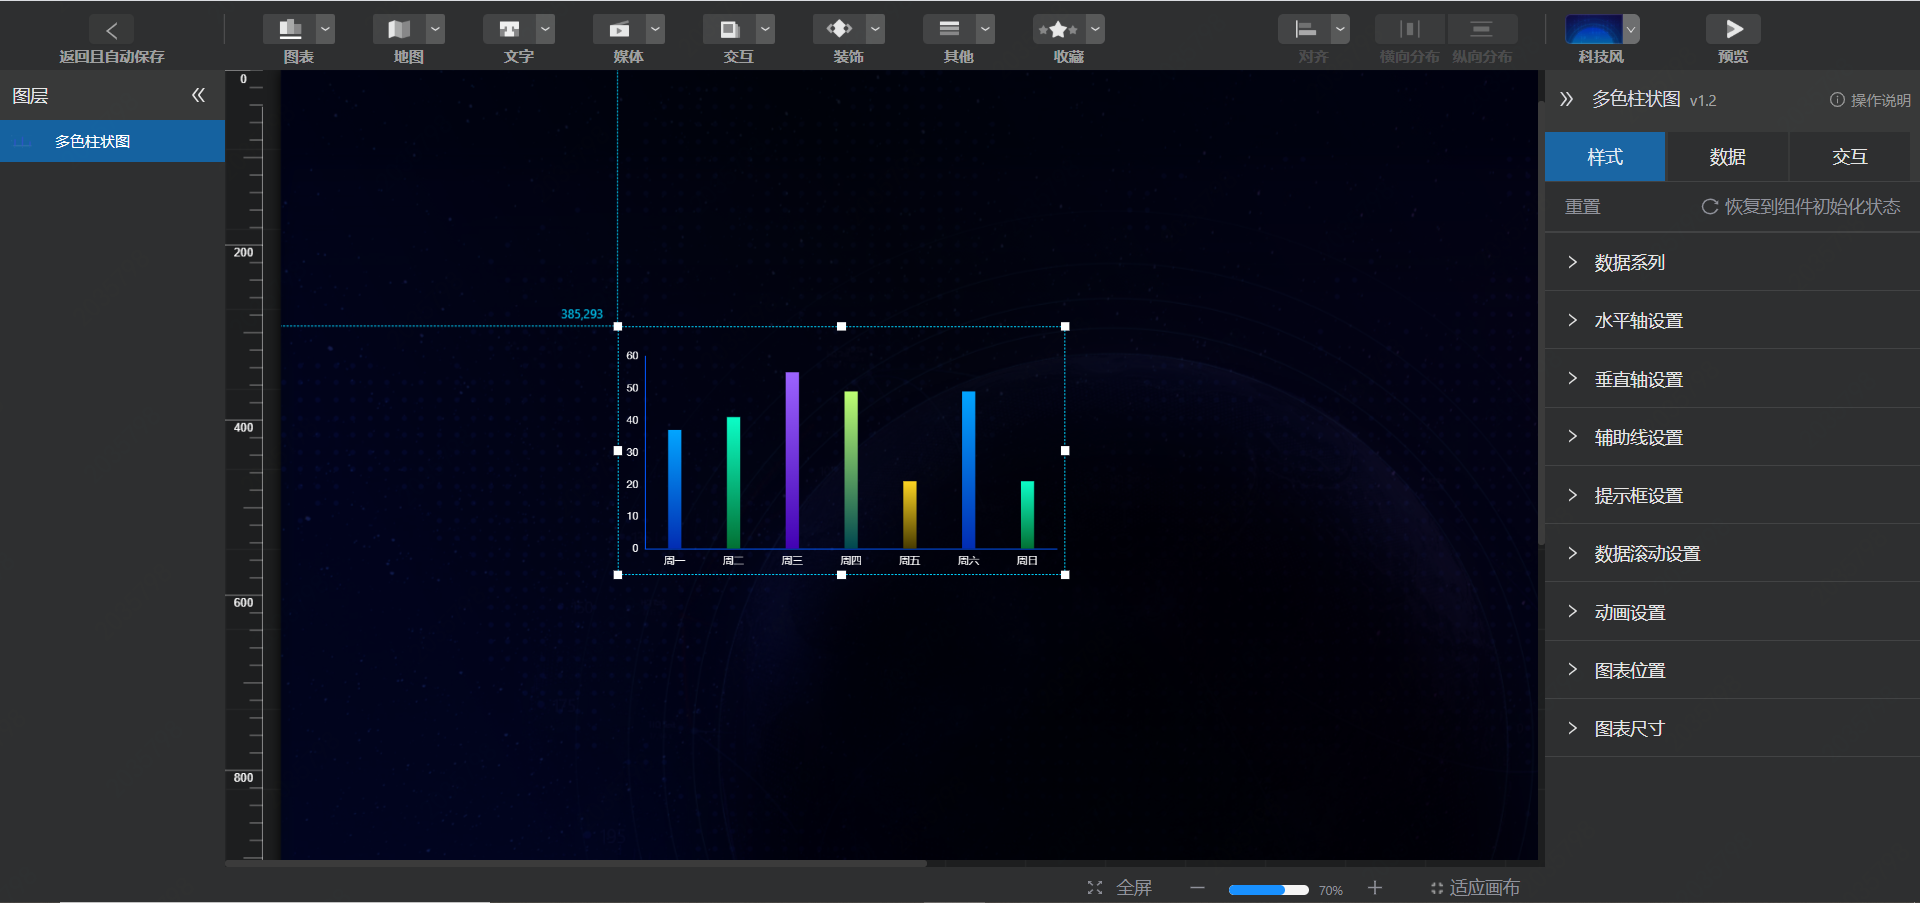 返回且自动保存
图表
地图
文字
媒体
交互
装饰
其他
收藏
对齐
横向分布
纵向分布
科技风
预览
图层
多色柱状图
0
200
400
600
800
385,293
60
50
40
30
20
10
0
周一
周二
周三
周四
周五
周六
周日
多色柱状图 v1.2
操作说明
样式
数据
交互
重置
恢复到组件初始化状态
数据系列
水平轴设置
垂直轴设置
辅助线设置
提示框设置
数据滚动设置
动画设置
图表位置
图表尺寸
全屏
70%
适应画布